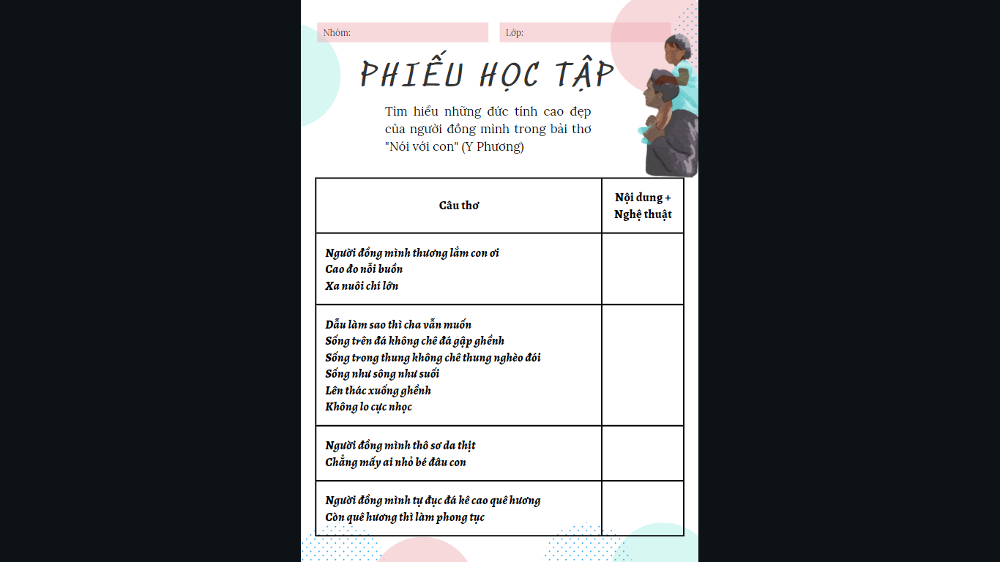 Nhóm:
Lớp:
PHIẾU HỌC TẬP
Tìm hiểu những đức tính cao đẹp
của người đồng mình trong bài thơ
"Nói với con" (Y Phương)
Câu thơ
Nội dung +
Nghệ thuật
Người đồng mình thương lắm con ơi
Cao đo nỗi buồn
Xa nuôi chí lớn
Dẫu làm sao thì cha vẫn muốn
Sống trên đá không chê đá gập ghềnh
Sống trong thung không chê thung nghèo đói
Sống như sông như suối
Lên thác xuống ghềnh
Không lo cực nhọc
Người đồng mình thô sơ da thịt
Chẳng mấy ai nhỏ bé đâu con
Người đồng mình tự đục đá kê cao quê hương
Còn quê hương thì làm phong tục